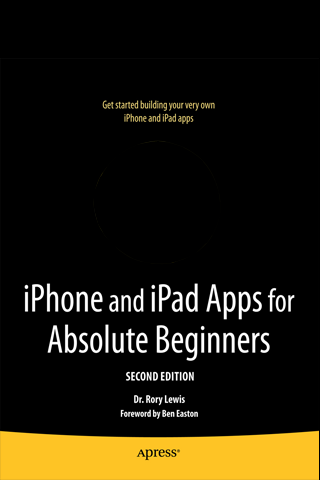 Get started building your very own
iPhone and iPad apps
iPhone and iPad Apps for
Absolute Beginners
SECOND EDITION
Dr. Rory Lewis
Foreword by Ben Easton
Apress®